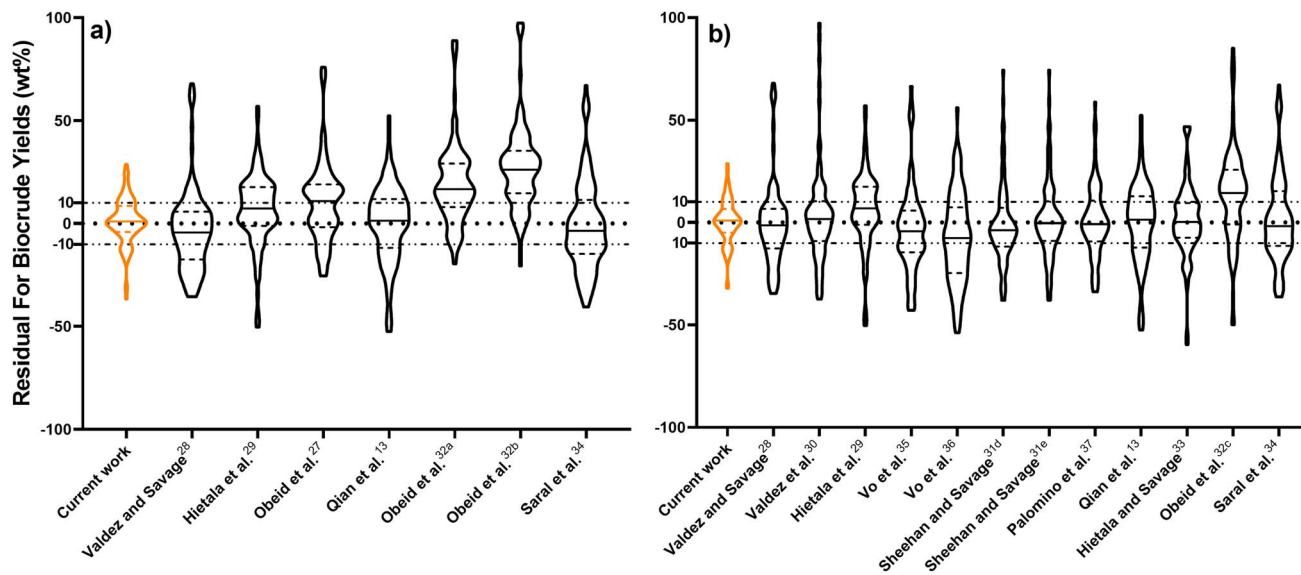 a)
Residual For Biocrude Yields (wt%)
100
50
10
0
-10
-50
-100
Current work
Valdez and Savage28
Hietala et al.29
Obeid et al.27
Qian et al.13
Obeid et al.32a
Obeid et al.32b
Saral et al.34
b)
100
50
10
0
10
-50
-100
Current work
Valdez and Savage28
Valdez et al.30
Hietala et al.29
Vo et al.35
Vo et al.36
Sheehan and Savage31d
Sheehan and Savage31e
Palomino et al.37
Qian et al.13
Hietala and Savage33
Obeid et al.32c
Saral et al.34